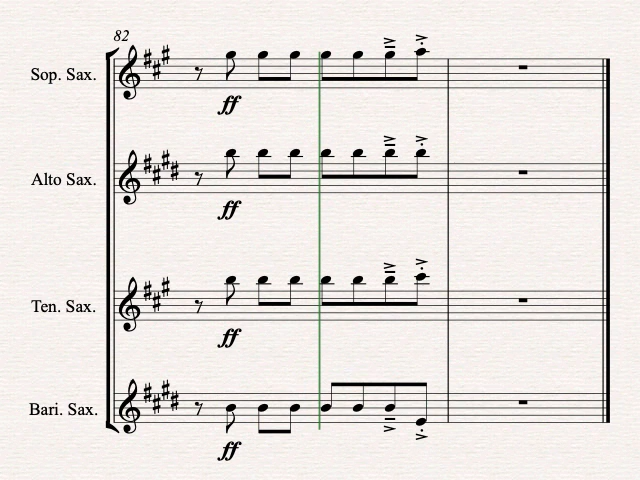 82
Sop. Sax.
ff
Alto Sax.
ff
Ten. Sax.
ff
Bari. Sax.
ff